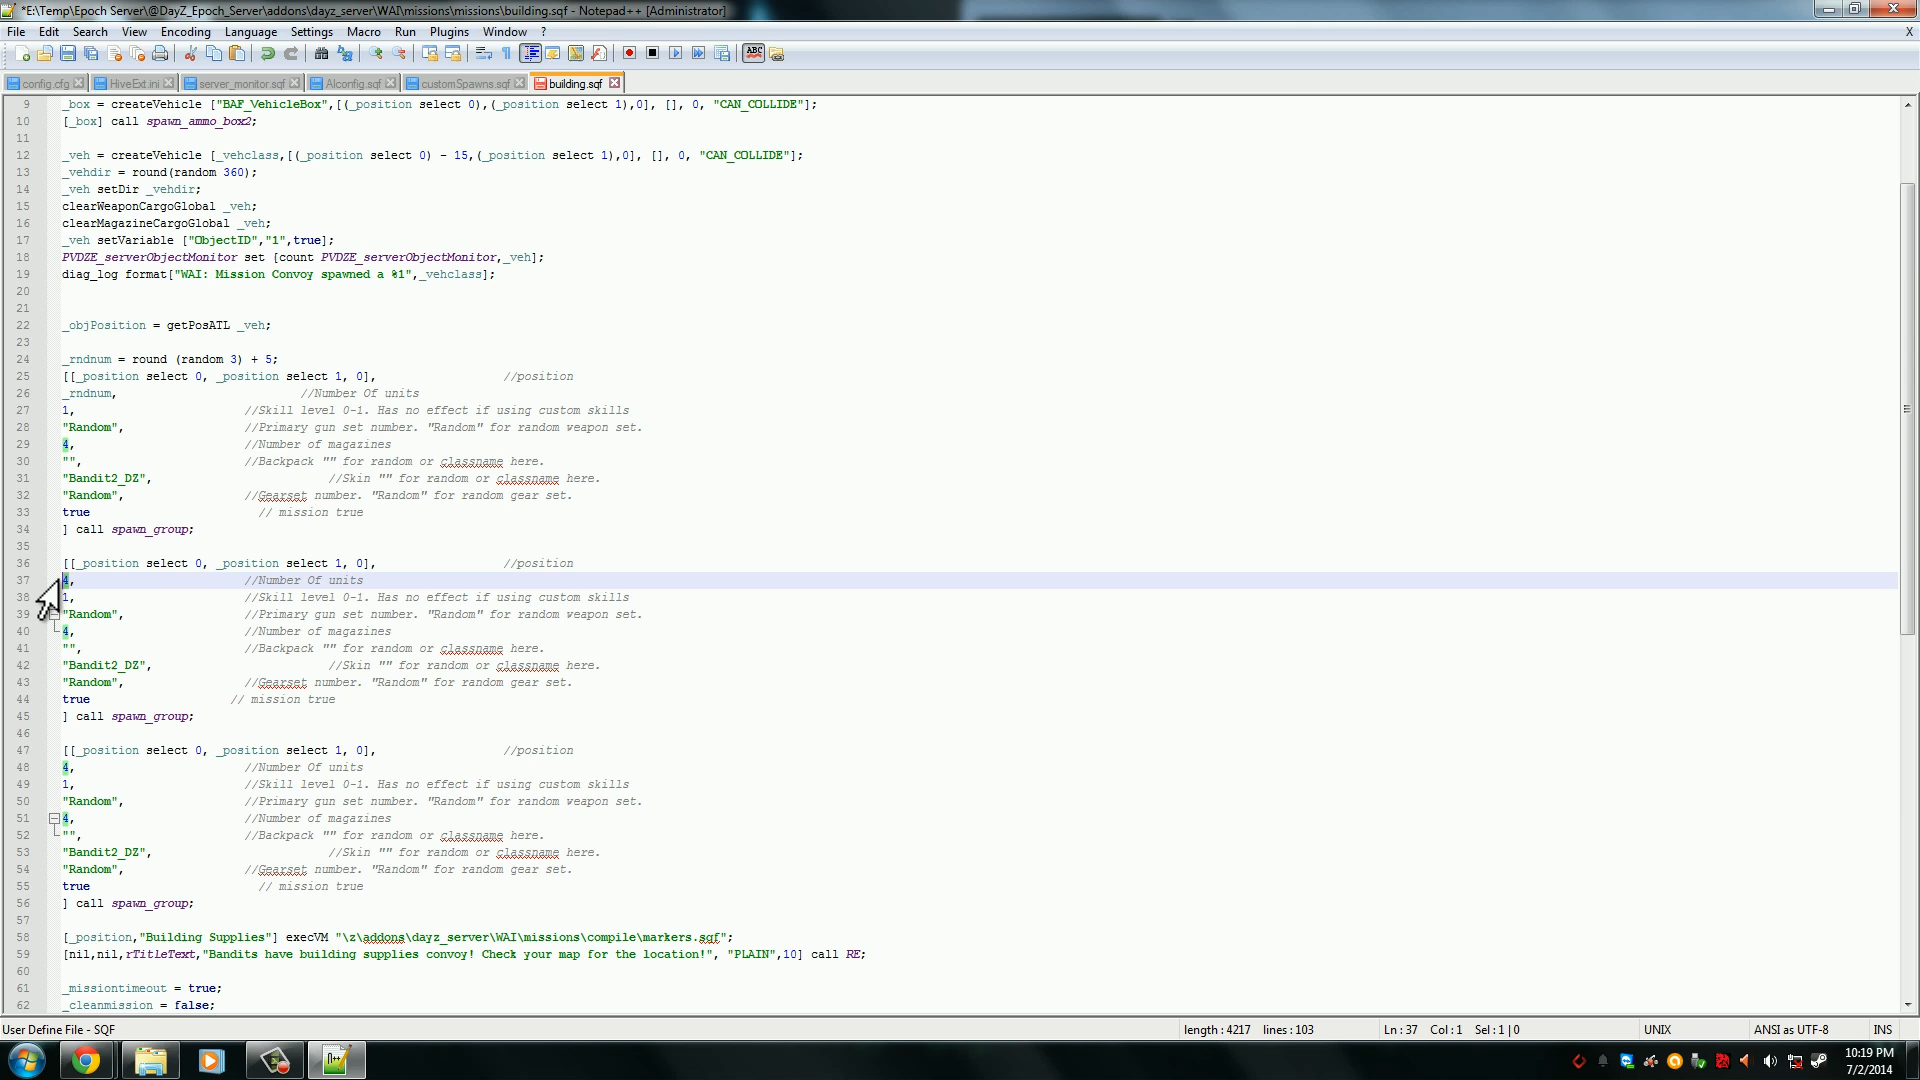 *E:\Temp\Epoch Server\@DayZ_Epoch_Server\addons\dayz_server\WAI\missions\missions\building.sqf - Notepad++ [Administrator]
File Edit Search View Encoding Language Settings Macro Run Plugins Window ? X
config.cfg HiveExt.ini server_monitor.sqf AIconfig.sqf customSpawns.sqf building.sqf
9 _box = createVehicle ["BAF_VehicleBox",[(_position select 0),(_position select 1),0], [], 0, "CAN_COLLIDE"];
10 [_box] call spawn_ammo_box2;
11
12 _veh = createVehicle [_vehclass,[(_position select 0) - 15,(_position select 1),0], [], 0, "CAN_COLLIDE"];
13 _vehdir = round(random 360);
14 _veh setDir _vehdir;
15 clearWeaponCargoGlobal _veh;
16 clearMagazineCargoGlobal _veh;
17 _veh setVariable ["ObjectID","1",true];
18 PVDZE_serverObjectMonitor set [count PVDZE_serverObjectMonitor,_veh];
19 diag_log format["WAI: Mission Convoy spawned a %1",_vehclass];
20
21
22 _objPosition = getPosATL _veh;
23
24 _rndnum = round (random 3) + 5;
25 [[_position select 0, _position select 1, 0], //position
26 _rndnum, //Number Of units
27 1, //Skill level 0-1. Has no effect if using custom skills
28 "Random", //Primary gun set number. "Random" for random weapon set.
29 4, //Number of magazines
30 "", //Backpack "" for random or classname here.
31 "Bandit2_DZ", //Skin "" for random or classname here.
32 "Random", //Gearset number. "Random" for random gear set.
33 true // mission true
34 ] call spawn_group;
35
36 [[_position select 0, _position select 1, 0], //position
37 4, //Number Of units
38 1, //Skill level 0-1. Has no effect if using custom skills
39 "Random", //Primary gun set number. "Random" for random weapon set.
40 4, //Number of magazines
41 "", //Backpack "" for random or classname here.
42 "Bandit2_DZ", //Skin "" for random or classname here.
43 "Random", //Gearset number. "Random" for random gear set.
44 true // mission true
45 ] call spawn_group;
46
47 [[_position select 0, _position select 1, 0], //position
48 4, //Number Of units
49 1, //Skill level 0-1. Has no effect if using custom skills
50 "Random", //Primary gun set number. "Random" for random weapon set.
51 4, //Number of magazines
52 "", //Backpack "" for random or classname here.
53 "Bandit2_DZ", //Skin "" for random or classname here.
54 "Random", //Gearset number. "Random" for random gear set.
55 true // mission true
56 ] call spawn_group;
57
58 [_position,"Building Supplies"] execVM "\z\addons\dayz_server\WAI\missions\compile\markers.sqf";
59 [nil,nil,rTitleText,"Bandits have building supplies convoy! Check your map for the location!", "PLAIN",10] call RE;
60
61 _missiontimeout = true;
62 _cleanmission = false;
User Define File - SQF length : 4217 lines : 103 Ln : 37 Col : 1 Sel : 1 | 0 UNIX ANSI as UTF-8 INS
10:19 PM
7/2/2014